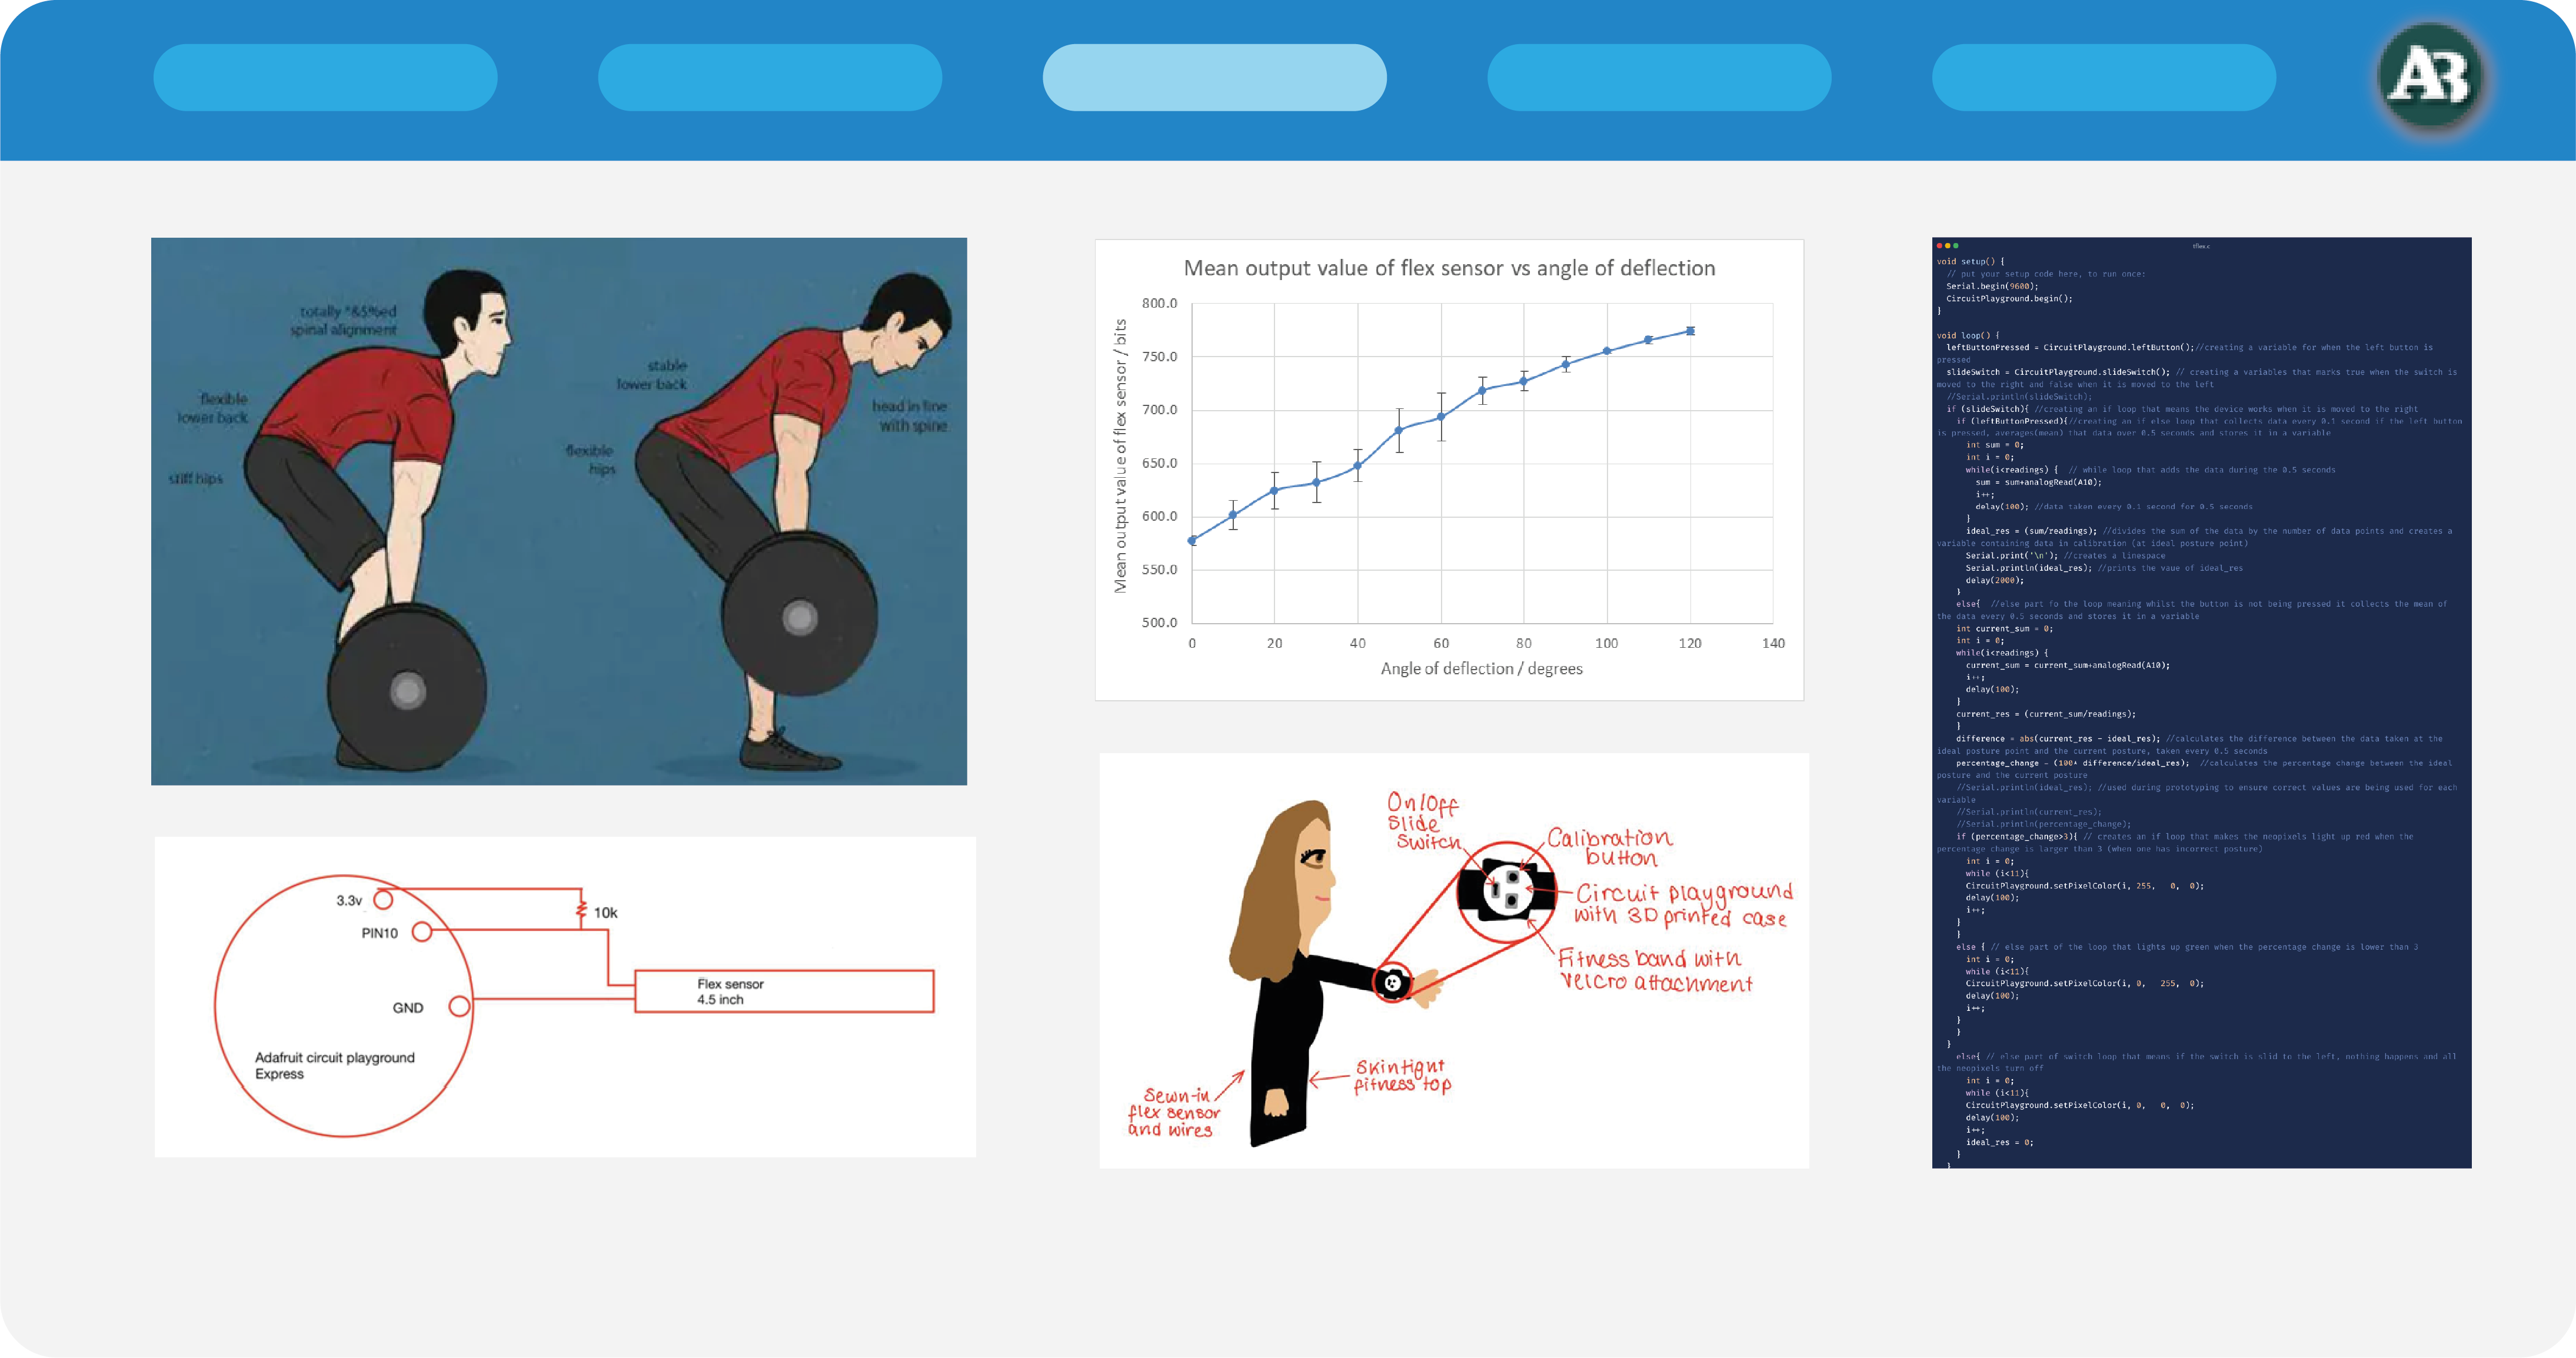 AB
totally *&5%ed
spinal alignment
flexible
lower back
stiff hips
stable
lower back
head in line
with spine
flexible
hips
3.3v
10k
PIN10
Flex sensor
4.5 inch
GND
Adafruit circuit playground
Express
Mean output value of flex sensor vs angle of deflection
Mean output value of flex sensor / bits
800.0
750.0
700.0
650.0
600.0
550.0
500.0
0 20 40 60 80 100 120 140
Angle of deflection / degrees
On/Off
Slide
Switch
Calibration
button
Circuit playground
with 3D printed case
Fitness band with
Velcro attachment
Skintight
fitness top
Sewn-in
flex sensor
and wires
void setup() {
// put your setup code here, to run once:
Serial.begin(9600);
CircuitPlayground.begin();
}
void loop() {
leftButtonPressed = CircuitPlayground.leftButton();//creating a variable for when the left button is
pressed
slideSwitch = CircuitPlayground.slideSwitch(); // creating a variables that marks true when the switch is
moved to the right and false when it is moved to the left
//Serial.println(slideSwitch);
if (slideSwitch){ //creating an if loop that means the device works when it is moved to the right
if (leftButtonPressed){//creating an if else loop that collects data every 0.1 second if the left button
is pressed, averages(mean) that data over 0.5 seconds and stores it in a variable
int sum = 0;
int i = 0;
while(i<readings) { // while loop that adds the data during the 0.5 seconds
sum = sum+analogRead(A10);
i++;
delay(100); //data taken every 0.1 second for 0.5 seconds
}
ideal_res = (sum/readings); //divides the sum of the data by the number of data points and creates a
variable containing data in calibration (at ideal posture point)
Serial.print('\n'); //creates a linespace
Serial.println(ideal_res); //prints the vaue of ideal_res
delay(2000);
}
else{ //else part fo the loop meaning whilst the button is not being pressed it collects the mean of
the data every 0.5 seconds and stores it in a variable
int current_sum = 0;
int i = 0;
while(i<readings) {
current_sum = current_sum+analogRead(A10);
i++;
delay(100);
}
current_res = (current_sum/readings);
}
difference = abs(current_res - ideal_res); //calculates the difference between the data taken at the
ideal posture point and the current posture, taken every 0.5 seconds
percentage_change = (100* difference/ideal_res); //calculates the percentage change between the ideal
posture and the current posture
//Serial.println(ideal_res); //used during prototyping to ensure correct values are being used for each
variable
//Serial.println(current_res);
//Serial.println(percentage_change);
if (percentage_change>3){ // creates an if loop that makes the neopixels light up red when the
percentage change is larger than 3 (when one has incorrect posture)
int i = 0;
while (i<11){
CircuitPlayground.setPixelColor(i, 255, 0, 0);
delay(100);
i++;
}
}
else { // else part of the loop that lights up green when the percentage change is lower than 3
int i = 0;
while (i<11){
CircuitPlayground.setPixelColor(i, 0, 255, 0);
delay(100);
i++;
}
}
}
else{ // else part of switch loop that means if the switch is slid to the left, nothing happens and all
the neopixels turn off
int i = 0;
while (i<11){
CircuitPlayground.setPixelColor(i, 0, 0, 0);
delay(100);
i++;
ideal_res = 0;
}
}